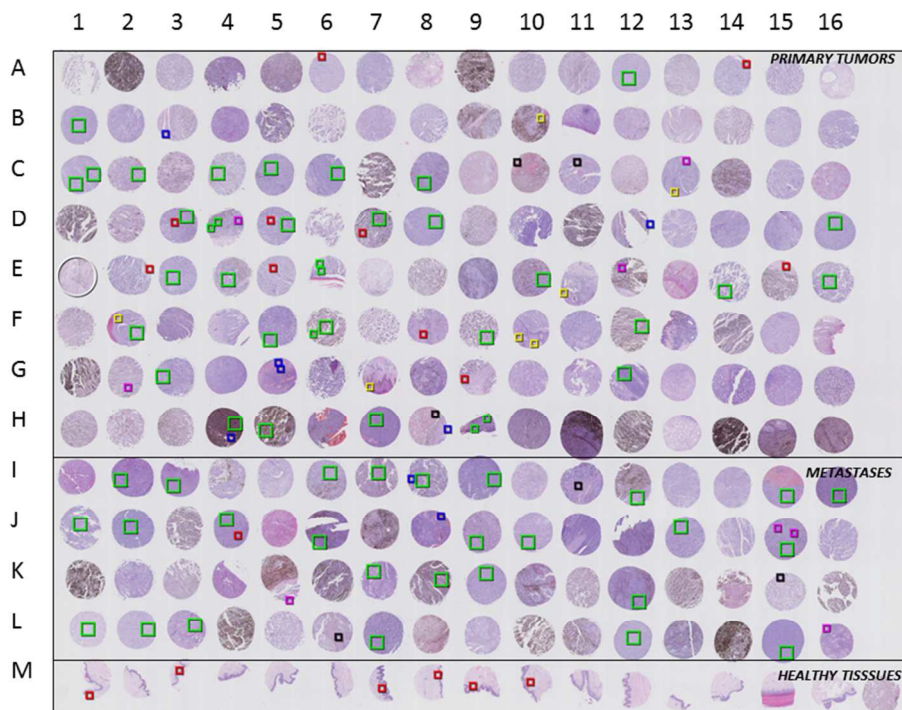 1 2 3 4 5 6 7 8 9 10 11 12 13 14 15 16
A
PRIMARY TUMORS
B
C
D
E
F
G
H
I
METASTASES
J
K
L
M
HEALTHY TISSSUES